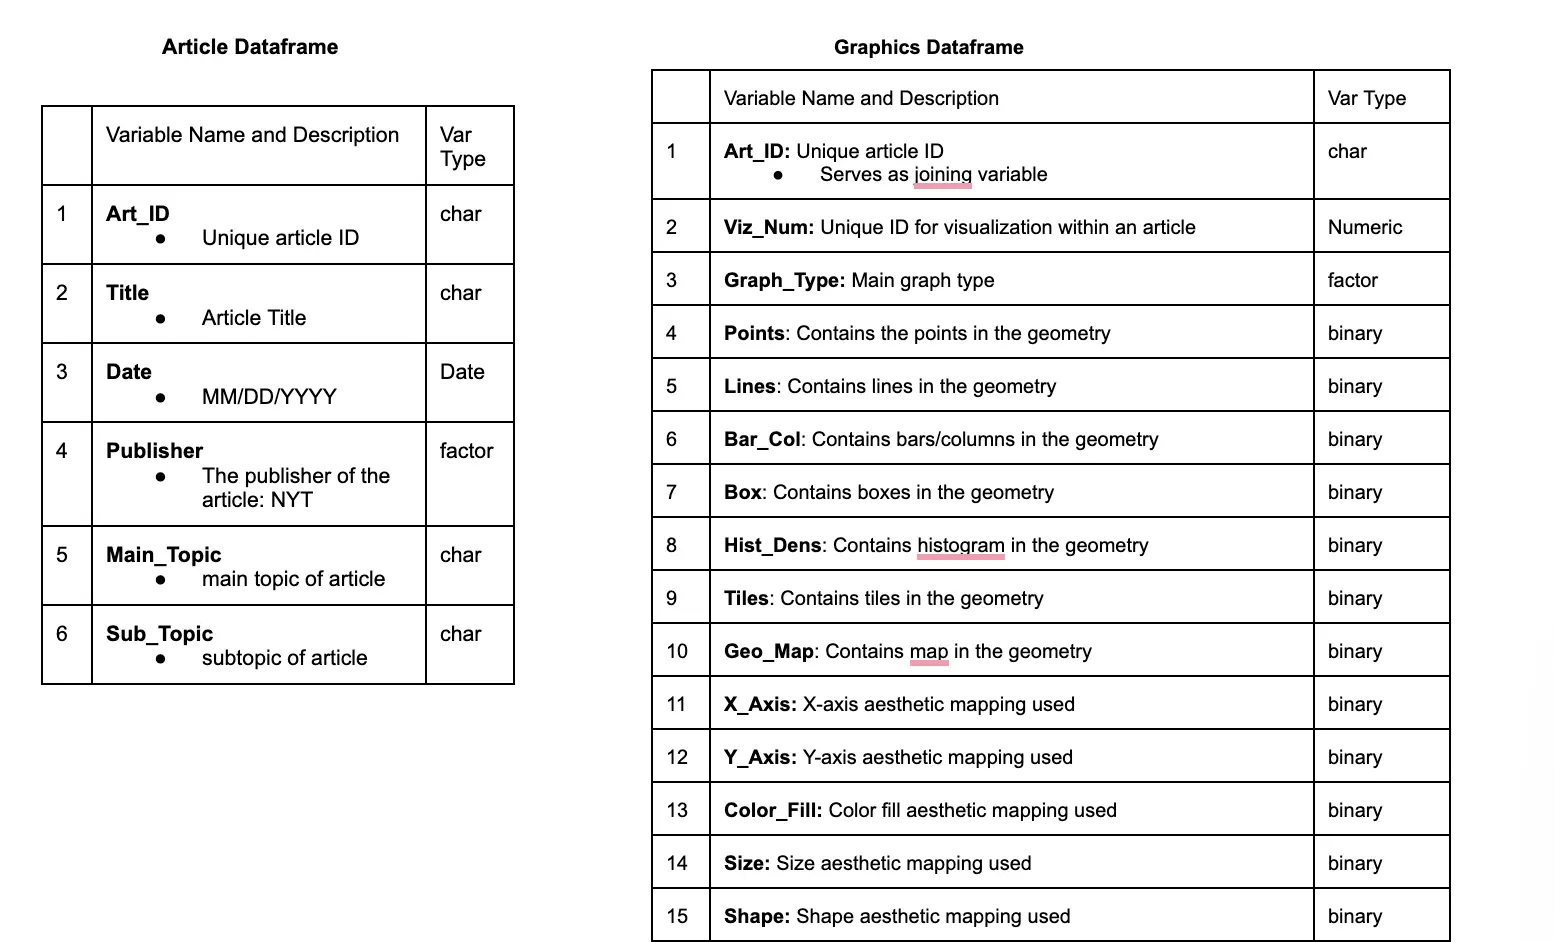 Article Dataframe
Variable Name and Description
Var
Type
1
Art_ID
char
● Unique article ID
2
Title
char
● Article Title
3
Date
Date
● MM/DD/YYYY
4
Publisher
factor
● The publisher of the
article: NYT
5
Main_Topic
char
● main topic of article
6
Sub_Topic
char
● subtopic of article
Graphics Dataframe
Variable Name and Description
Var Type
1
Art_ID: Unique article ID
char
● Serves as joining variable
2
Viz_Num: Unique ID for visualization within an article
Numeric
3
Graph_Type: Main graph type
factor
4
Points: Contains the points in the geometry
binary
5
Lines: Contains lines in the geometry
binary
6
Bar_Col: Contains bars/columns in the geometry
binary
7
Box: Contains boxes in the geometry
binary
8
Hist_Dens: Contains histogram in the geometry
binary
9
Tiles: Contains tiles in the geometry
binary
10
Geo_Map: Contains map in the geometry
binary
11
X_Axis: X-axis aesthetic mapping used
binary
12
Y_Axis: Y-axis aesthetic mapping used
binary
13
Color_Fill: Color fill aesthetic mapping used
binary
14
Size: Size aesthetic mapping used
binary
15
Shape: Shape aesthetic mapping used
binary